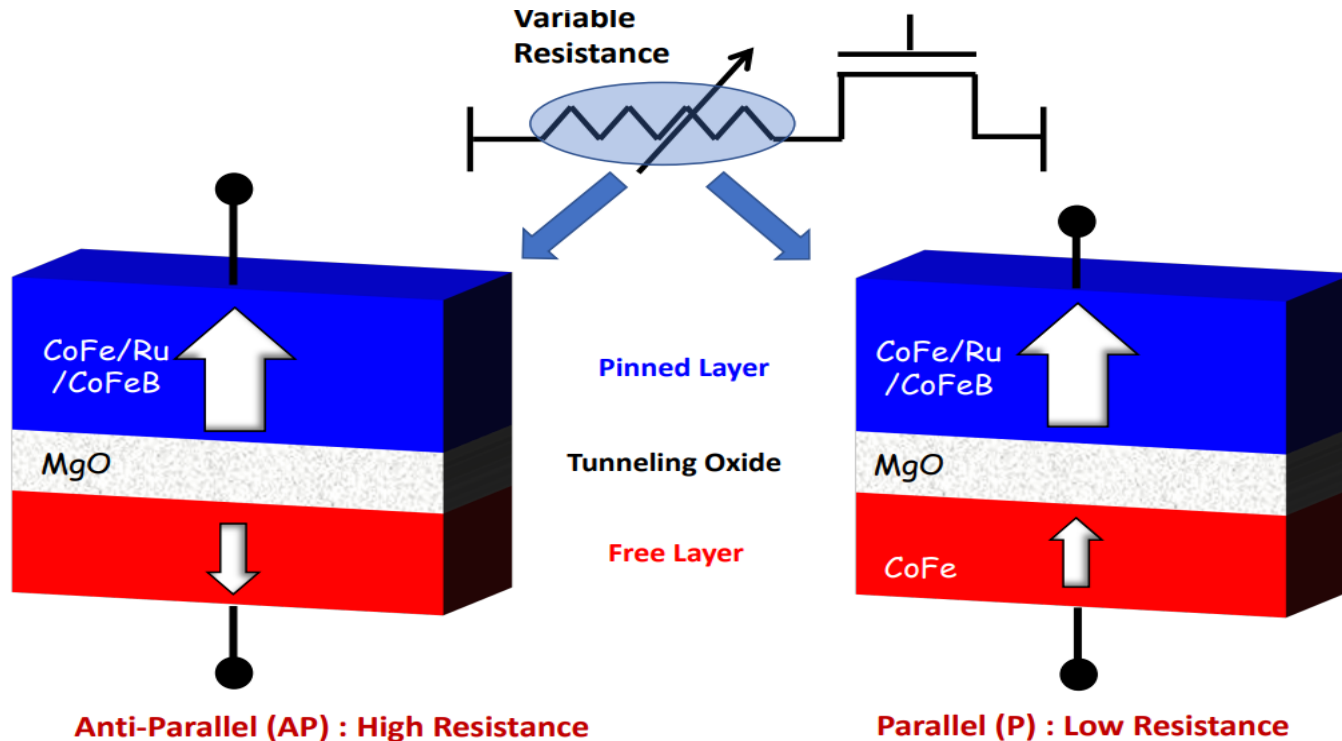 Variable
Resistance
CoFe/Ru
/CoFeB
MgO
Pinned Layer
Tunneling Oxide
Free Layer
CoFe/Ru
/CoFeB
MgO
CoFe
Anti-Parallel (AP) : High Resistance
Parallel (P) : Low Resistance